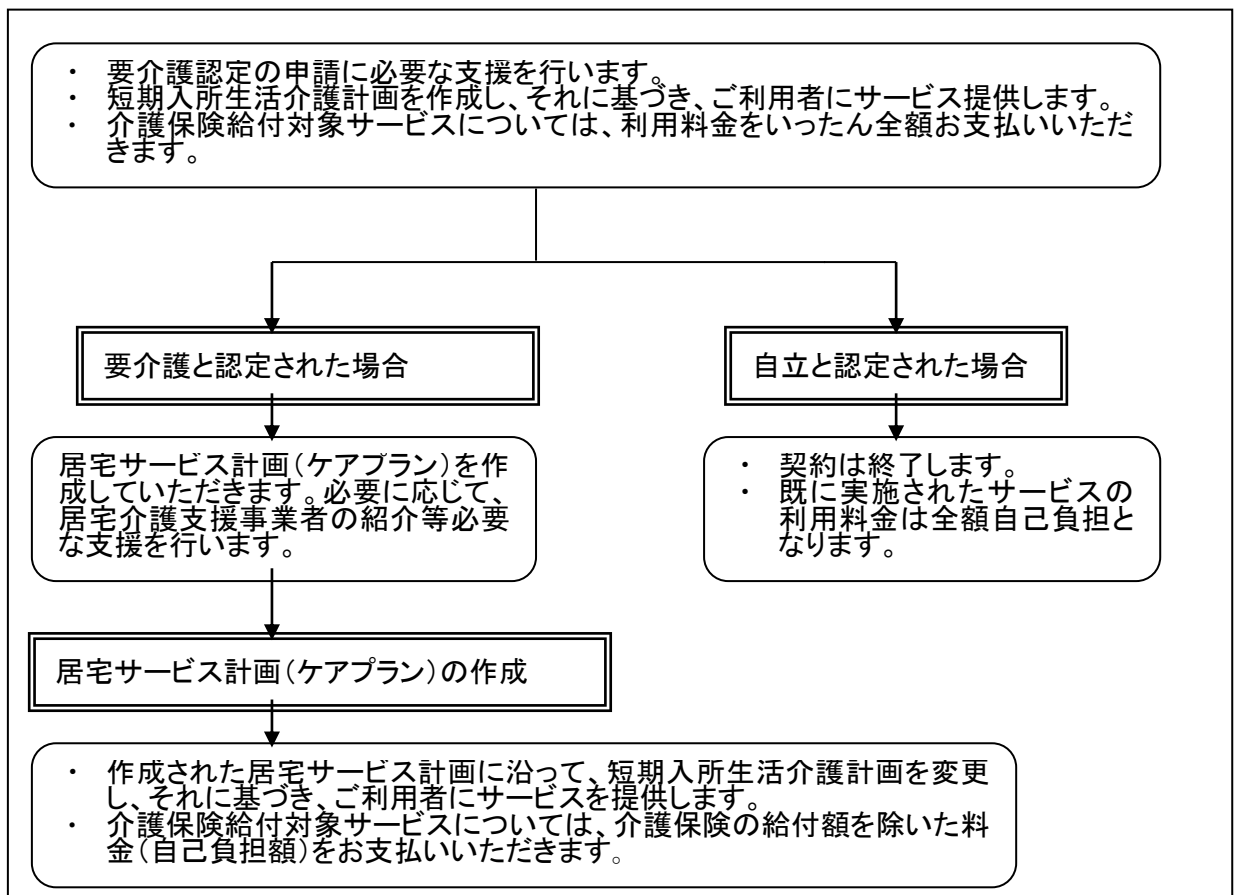 ・ 要介護認定の申請に必要な支援を行います。
・ 短期入所生活介護計画を作成し、それに基づき、ご利用者にサービス提供します。
・ 介護保険給付対象サービスについては、利用料金をいったん全額お支払いいただ
きます。
要介護と認定された場合
自立と認定された場合
居宅サービス計画（ケアプラン）を作
成していただきます。必要に応じて、
居宅介護支援事業者の紹介等必要
な支援を行います。
・ 契約は終了します。
・ 既に実施されたサービスの
利用料金は全額自己負担と
なります。
居宅サービス計画（ケアプラン）の作成
・ 作成された居宅サービス計画に沿って、短期入所生活介護計画を変更
し、それに基づき、ご利用者にサービスを提供します。
・ 介護保険給付対象サービスについては、介護保険の給付額を除いた料
金（自己負担額）をお支払いいただきます。